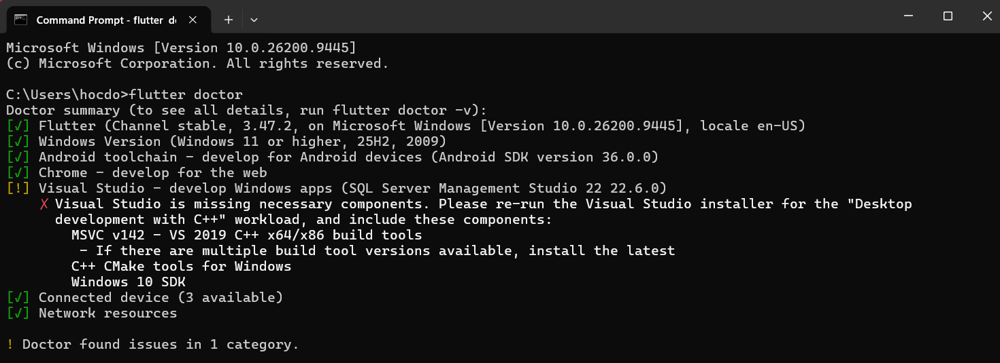 Command Prompt - flutter do
Microsoft Windows [Version 10.0.26200.9445]
(c) Microsoft Corporation. All rights reserved.
C:\Users\hocdo>flutter doctor
Doctor summary (to see all details, run flutter doctor -v):
[√] Flutter (Channel stable, 3.47.2, on Microsoft Windows [Version 10.0.26200.9445], locale en-US)
[√] Windows Version (Windows 11 or higher, 25H2, 2009)
[√] Android toolchain - develop for Android devices (Android SDK version 36.0.0)
[√] Chrome - develop for the web
[!] Visual Studio - develop Windows apps (SQL Server Management Studio 22 22.6.0)
X Visual Studio is missing necessary components. Please re-run the Visual Studio installer for the "Desktop
development with C++" workload, and include these components:
MSVC v142 - VS 2019 C++ x64/x86 build tools
- If there are multiple build tool versions available, install the latest
C++ CMake tools for Windows
Windows 10 SDK
[√] Connected device (3 available)
[√] Network resources
! Doctor found issues in 1 category.